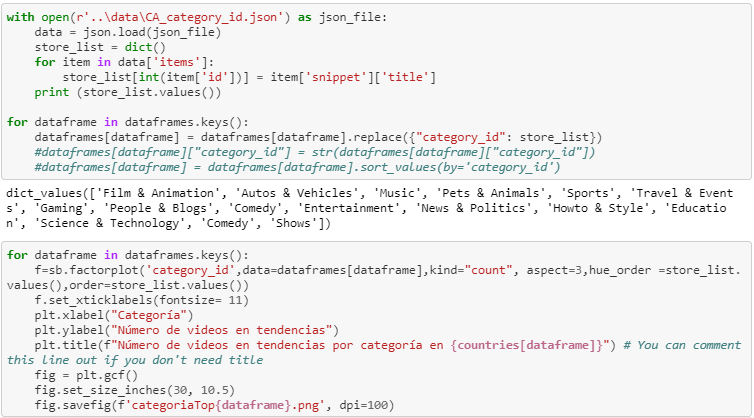 with open(r'..\data\CA_category_id.json') as json_file:
    data = json.load(json_file)
    store_list = dict()
    for item in data['items']:
        store_list[int(item['id'])] = item['snippet']['title']
    print (store_list.values())

for dataframe in dataframes.keys():
    dataframes[dataframe] = dataframes[dataframe].replace({"category_id": store_list})
    #dataframes[dataframe]["category_id"] = str(dataframes[dataframe]["category_id"])
    #dataframes[dataframe] = dataframes[dataframe].sort_values(by='category_id')
dict_values(['Film & Animation', 'Autos & Vehicles', 'Music', 'Pets & Animals', 'Sports', 'Travel & Event
s', 'Gaming', 'People & Blogs', 'Comedy', 'Entertainment', 'News & Politics', 'Howto & Style', 'Educatio
n', 'Science & Technology', 'Comedy', 'Shows'])
for dataframe in dataframes.keys():
    f=sb.factorplot('category_id',data=dataframes[dataframe],kind="count", aspect=3,hue_order =store_list.
values(),order=store_list.values())
    f.set_xticklabels(fontsize= 11)
    plt.xlabel("Categoría")
    plt.ylabel("Número de videos en tendencias")
    plt.title(f"Número de videos en tendencias por categoría en {countries[dataframe]}") # You can comment
this line out if you don't need title
    fig = plt.gcf()
    fig.set_size_inches(30, 10.5)
    fig.savefig(f'categoriaTop{dataframe}.png', dpi=100)